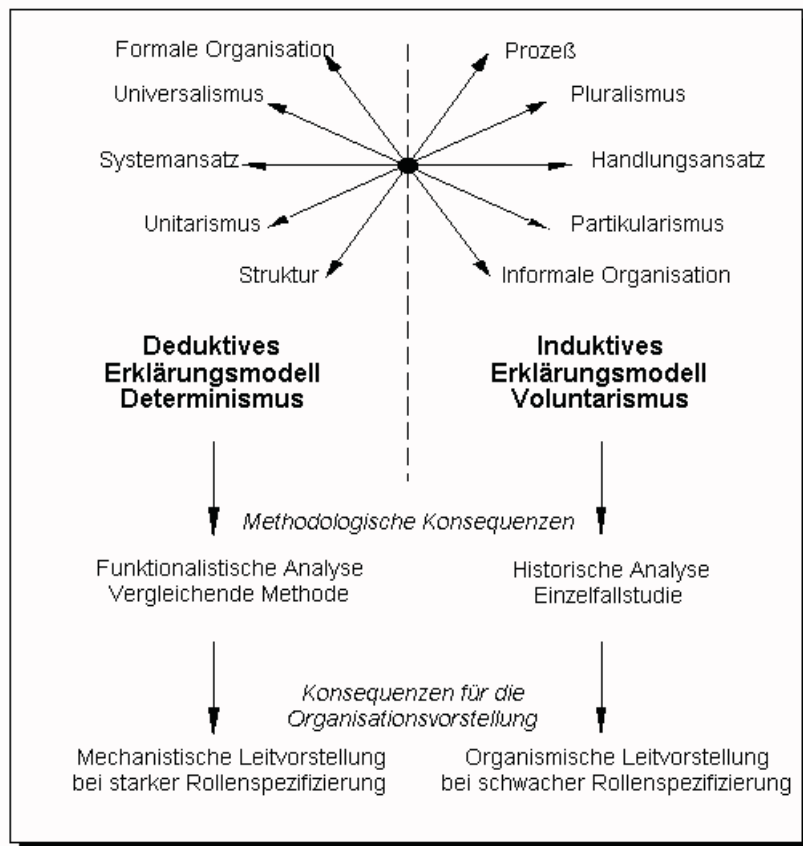 Formale Organisation
Prozeß
Universalismus
Pluralismus
Systemansatz
Handlungsansatz
Unitarismus
Partikularismus
Struktur
Informale Organisation
Deduktives
Erklärungsmodell
Determinismus
Induktives
Erklärungsmodell
Voluntarismus
Methodologische Konsequenzen
Funktionalistische Analyse
Vergleichende Methode
Historische Analyse
Einzelfallstudie
Konsequenzen für die
Organisationsvorstellung
Mechanistische Leitvorstellung
bei starker Rollenspezifizierung
Organismische Leitvorstellung
bei schwacher Rollenspezifizierung